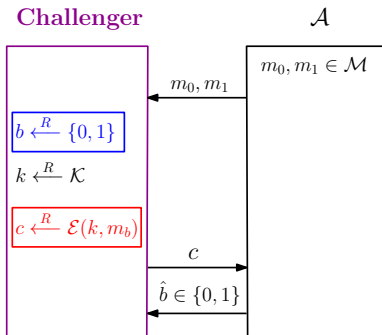 Challenger
𝒜
m₀, m₁ ∈ ℳ
m₀, m₁
b ←ᴿ {0, 1}
k ←ᴿ 𝒦
c ←ᴿ ℰ(k, m_b)
c
b̂ ∈ {0, 1}